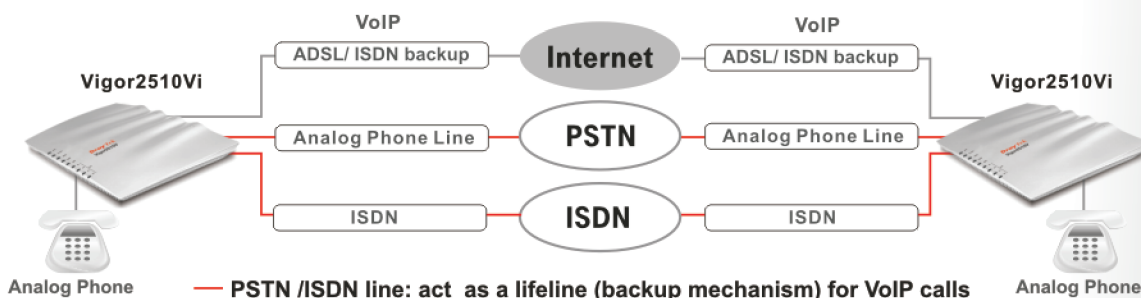 VoIP
VoIP
ADSL/ ISDN backup
Internet
ADSL/ ISDN backup
Vigor2510Vi
Vigor2510Vi
Analog Phone Line
PSTN
Analog Phone Line
ISDN
ISDN
ISDN
Analog Phone
PSTN /ISDN line: act as a lifeline (backup mechanism) for VoIP calls
Analog Phone